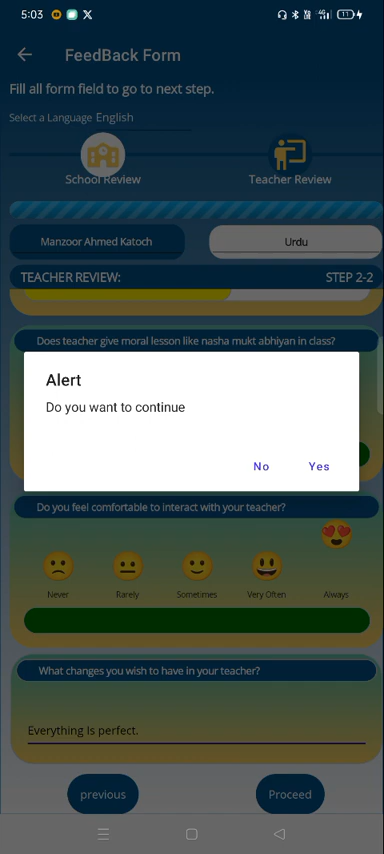 5:03
11
FeedBack Form
Fill all form field to go to next step.
Select a Language English
School Review
Teacher Review
Manzoor Ahmed Katoch
Urdu
TEACHER REVIEW:
STEP 2-2
Does teacher give moral lesson like nasha mukt abhiyan in class?
Alert
Do you want to continue
No
Yes
Do you feel comfortable to interact with your teacher?
Never
Rarely
Sometimes
Very Often
Always
What changes you wish to have in your teacher?
Everything Is perfect.
previous
Proceed